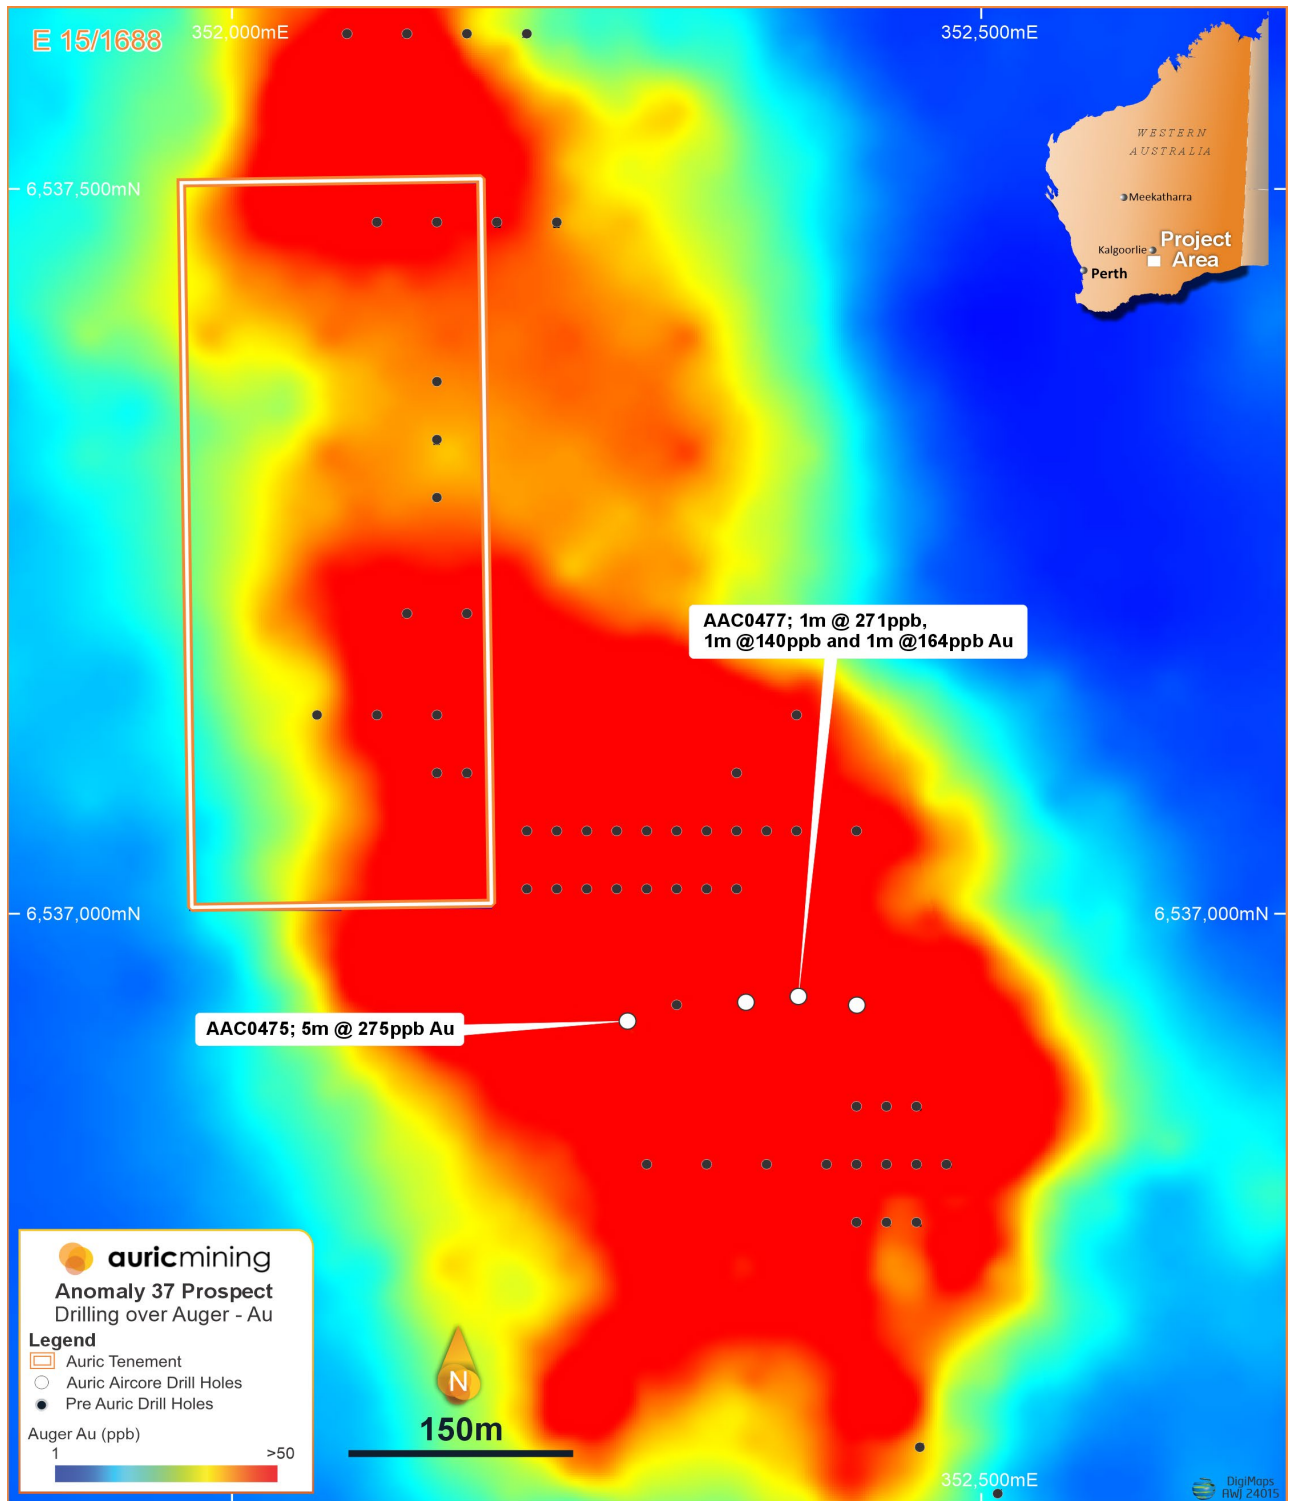 E 15/1688
352,000mE
352,500mE
WESTERN
AUSTRALIA
Meekatharra
Kalgoorlie
Project
Area
Perth
6,537,500mN
AAC0477; 1m @ 271ppb,
1m @140ppb and 1m @164ppb Au
6,537,000mN
6,537,000mN
AAC0475; 5m @ 275ppb Au
auricmining
Anomaly 37 Prospect
Drilling over Auger - Au
Legend
Auric Tenement
Auric Aircore Drill Holes
Pre Auric Drill Holes
Auger Au (ppb)
1
>50
N
150m
352,500mE
DigiMaps
AWJ 24015